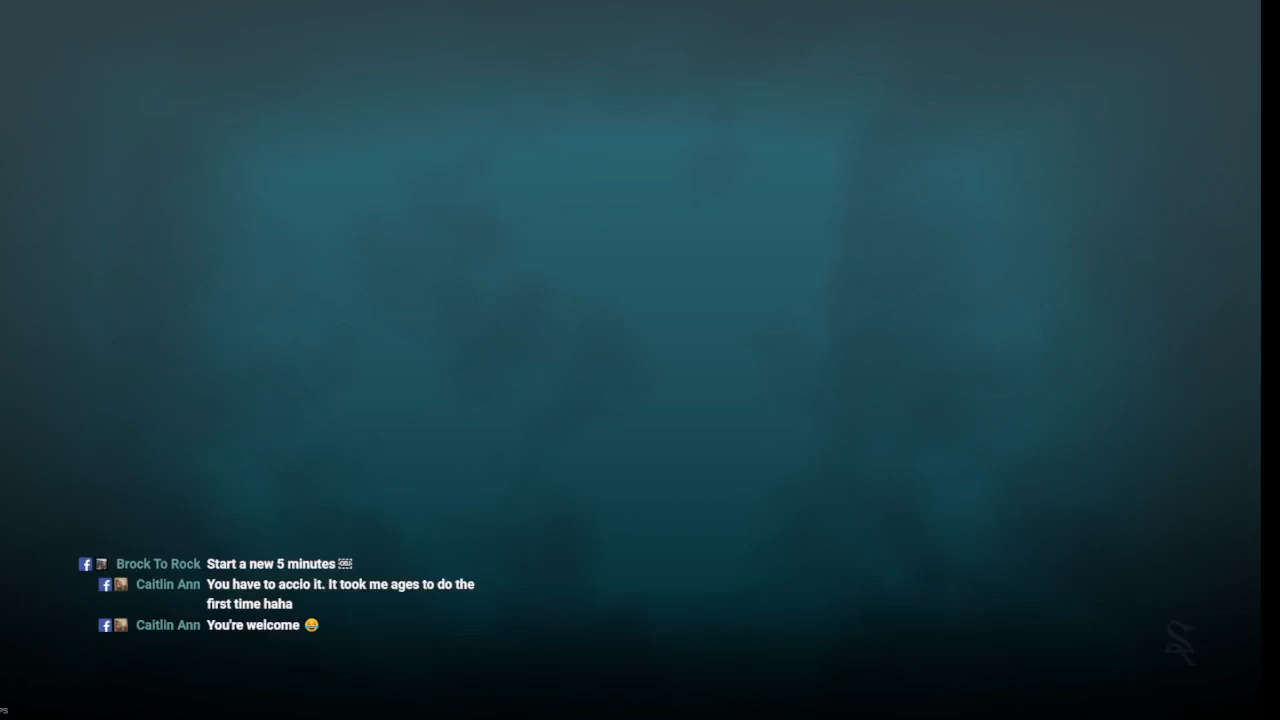 Brock To Rock Start a new 5 minutes
Caitlin Ann You have to accio it. It took me ages to do the
first time haha
Caitlin Ann You're welcome 😂
PS